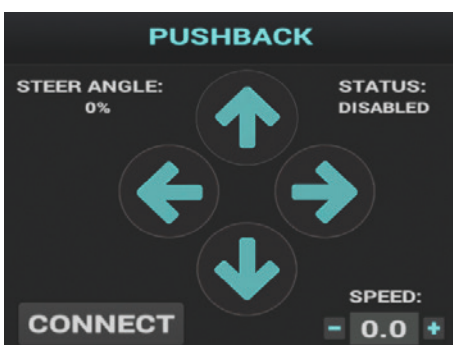 PUSHBACK
STEER ANGLE:
0%
STATUS:
DISABLED
CONNECT
SPEED:
- 0.0 +